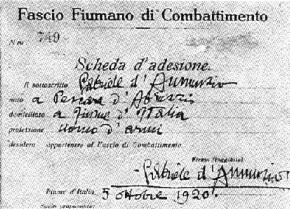 Fascio Fiumano di Combattimento
N. 749
Scheda d'adesione.
Il sottoscritto Gabriele d'Annunzio
nato a Pescara d'Abruzzi
domiciliato a Fiume d'Italia
professione uomo d'armi
desidera appartenere al Fascio di Combattimento.
Firma (leggibile)
Gabriele d'Annunzio
Fiume d'Italia, 5 ottobre 1920